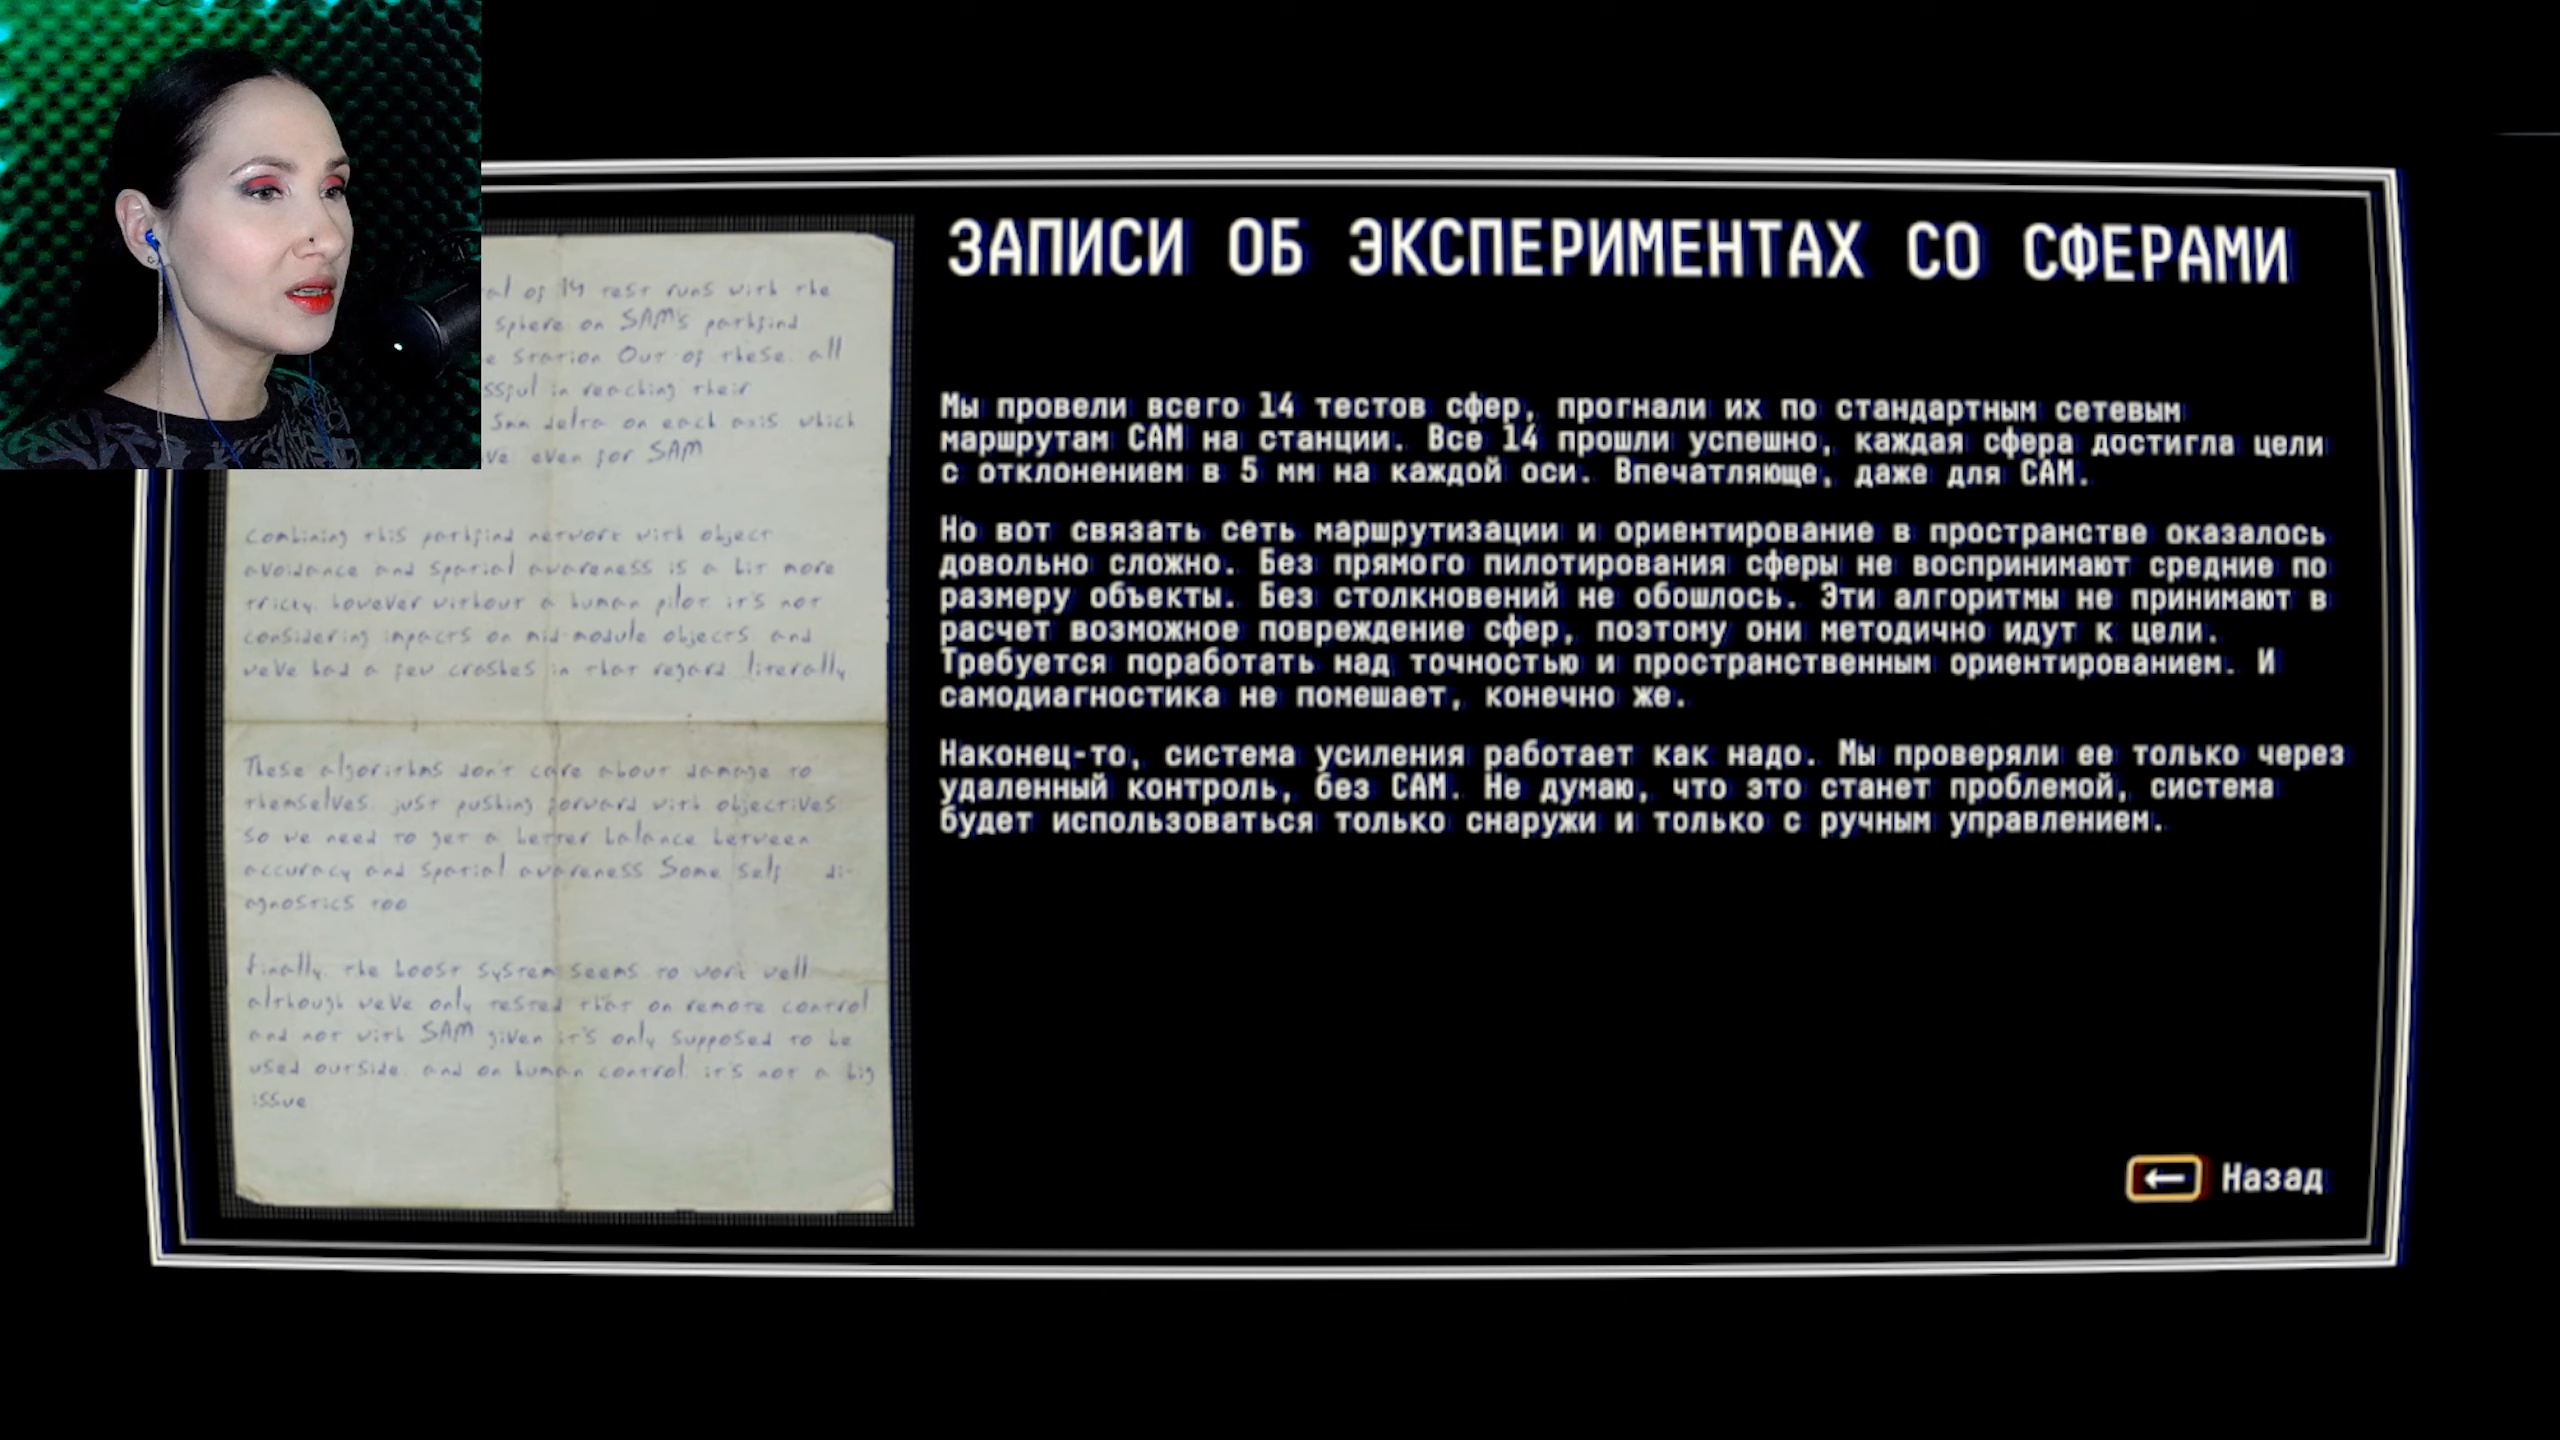 al of 14 test runs with the
sphere on SAM's pathfind
e station Out of these. all
ssful in reaching their
5mm delta on each axis which
ve even for SAM
Combining this pathfind network with object
avoidance and spatial awareness is a bit more
tricky. however without a human pilot it's not
considering impacts on mid-module objects and
we've had a few crashes in that regard literally
These algorithms don't care about damage to
themselves. just pushing forward with objectives
so we need to get a better balance between
accuracy and spatial awareness Some self di-
agnostics too
Finally. the boost system seems to work well
although we've only tested that on remote control
and not with SAM given it's only supposed to be
used outside. and on human control. it's not a big
issue
ЗАПИСИ ОБ ЭКСПЕРИМЕНТАХ СО СФЕРАМИ
Мы провели всего 14 тестов сфер, прогнали их по стандартным сетевым
маршрутам САМ на станции. Все 14 прошли успешно, каждая сфера достигла цели
с отклонением в 5 мм на каждой оси. Впечатляюще, даже для САМ.
Но вот связать сеть маршрутизации и ориентирование в пространстве оказалось
довольно сложно. Без прямого пилотирования сферы не воспринимают средние по
размеру объекты. Без столкновений не обошлось. Эти алгоритмы не принимают в
расчет возможное повреждение сфер, поэтому они методично идут к цели.
Требуется поработать над точностью и пространственным ориентированием. И
самодиагностика не помешает, конечно же.
Наконец-то, система усиления работает как надо. Мы проверяли ее только через
удаленный контроль, без САМ. Не думаю, что это станет проблемой, система
будет использоваться только снаружи и только с ручным управлением.
Назад